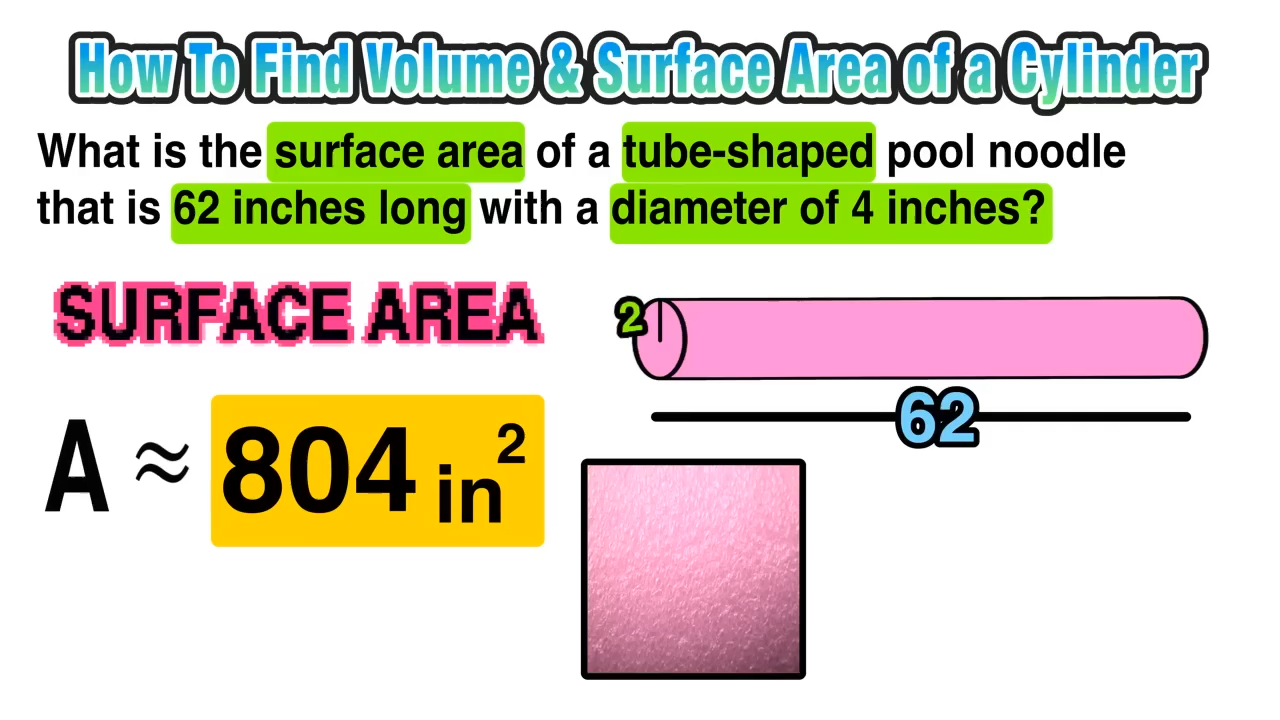 How To Find Volume & Surface Area of a Cylinder
What is the surface area of a tube-shaped pool noodle
that is 62 inches long with a diameter of 4 inches?
SURFACE AREA
2
62
A ≈ 804 in²